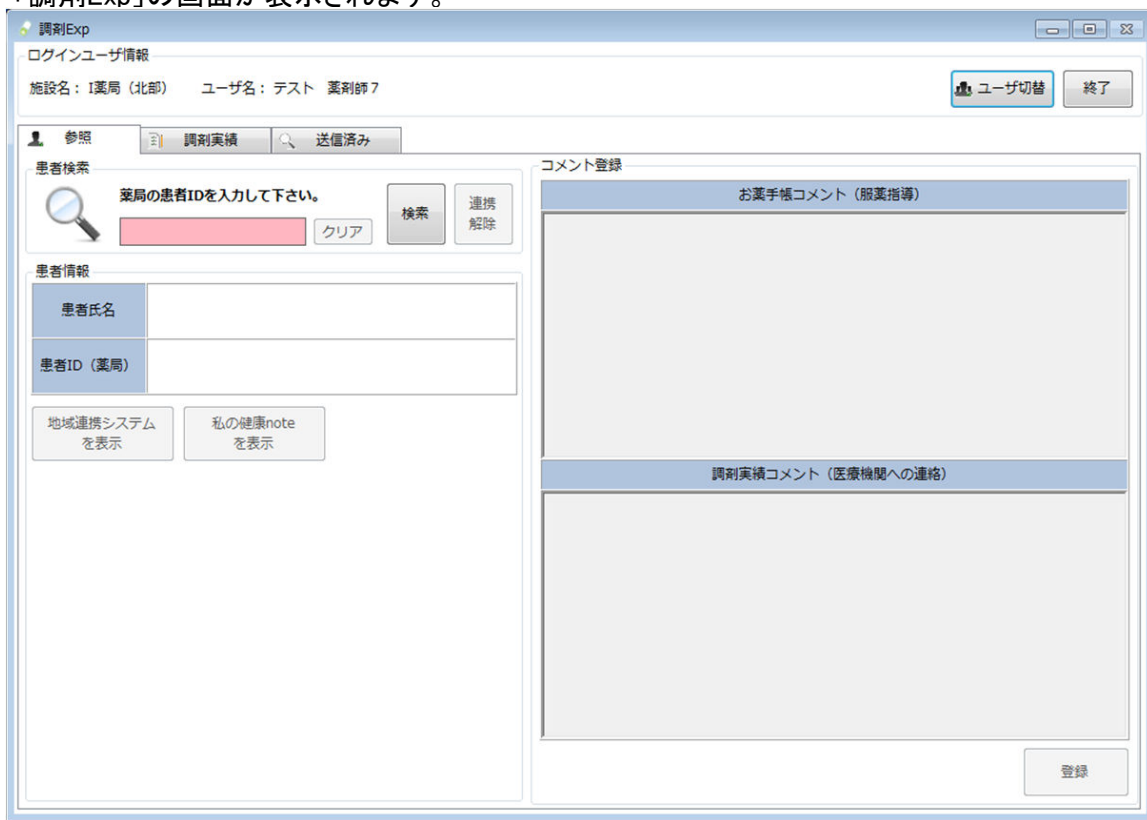 「調剤Exp」の画面が表示されます。
調剤Exp
ログインユーザ情報
施設名： I薬局（北部） ユーザ名： テスト 薬剤師７
ユーザ切替
終了
参照
調剤実績
送信済み
患者検索
薬局の患者IDを入力して下さい。
クリア
検索
連携
解除
患者情報
患者氏名
患者ID（薬局）
地域連携システム
を表示
私の健康note
を表示
コメント登録
お薬手帳コメント（服薬指導）
調剤実績コメント（医療機関への連絡）
登録